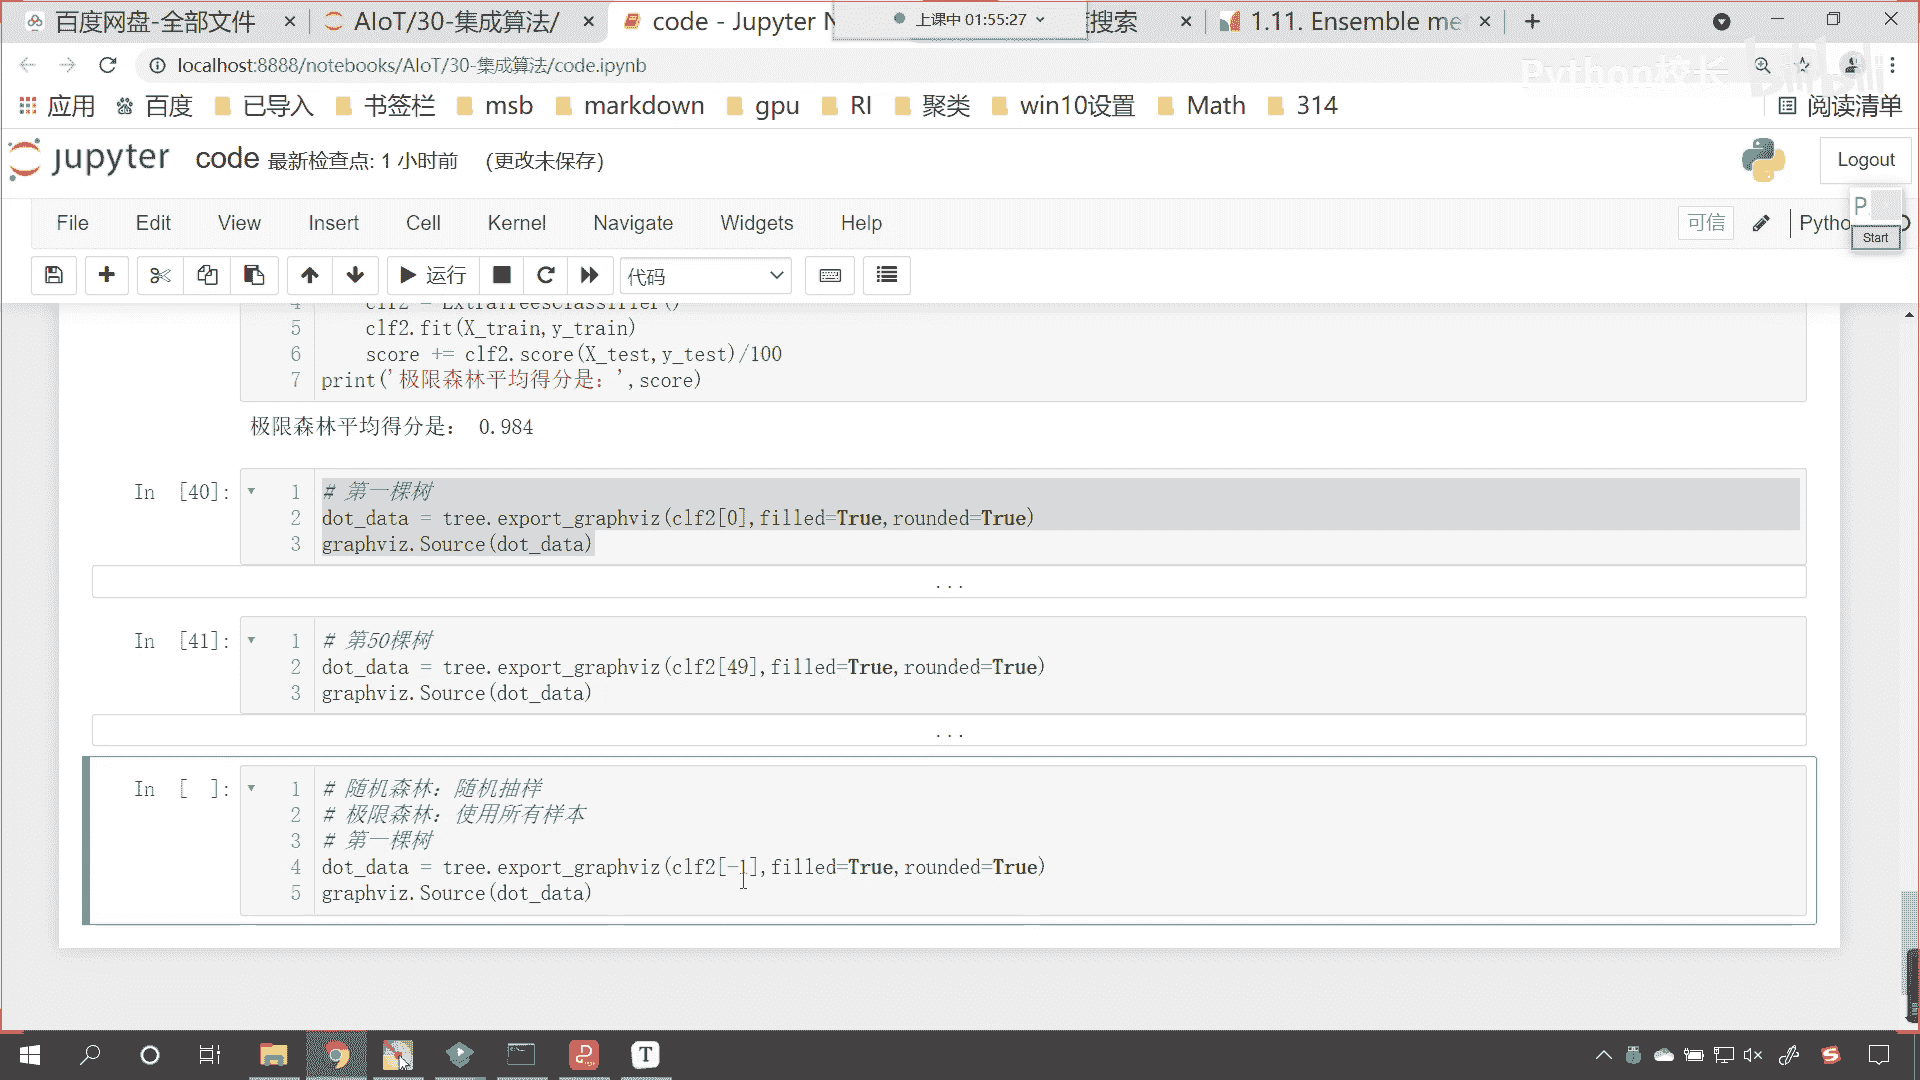 百度网盘-全部文件
AIoT/30-集成算法/
code - Jupyter N
上课中 01:55:27
搜索
1.11. Ensemble me
localhost:8888/notebooks/AIoT/30-集成算法/code.ipynb
Python校长
bilibili
应用 百度 已导入 书签栏 msb markdown gpu RI 聚类 win10设置 Math 314 阅读清单
jupyter code 最新检查点: 1 小时前 (更改未保存)
Logout
File Edit View Insert Cell Kernel Navigate Widgets Help 可信 Pytho
P
Start
运行 代码
4 clf2 = ExtraTreesClassifier()
5 clf2.fit(X_train,y_train)
6 score += clf2.score(X_test,y_test)/100
7 print('极限森林平均得分是：',score)
极限森林平均得分是： 0.984
In [40]: 1 # 第一棵树
2 dot_data = tree.export_graphviz(clf2[0],filled=True,rounded=True)
3 graphviz.Source(dot_data)
...
In [41]: 1 # 第50棵树
2 dot_data = tree.export_graphviz(clf2[49],filled=True,rounded=True)
3 graphviz.Source(dot_data)
...
In [ ]: 1 # 随机森林：随机抽样
2 # 极限森林：使用所有样本
3 # 第一棵树
4 dot_data = tree.export_graphviz(clf2[-1],filled=True,rounded=True)
5 graphviz.Source(dot_data)